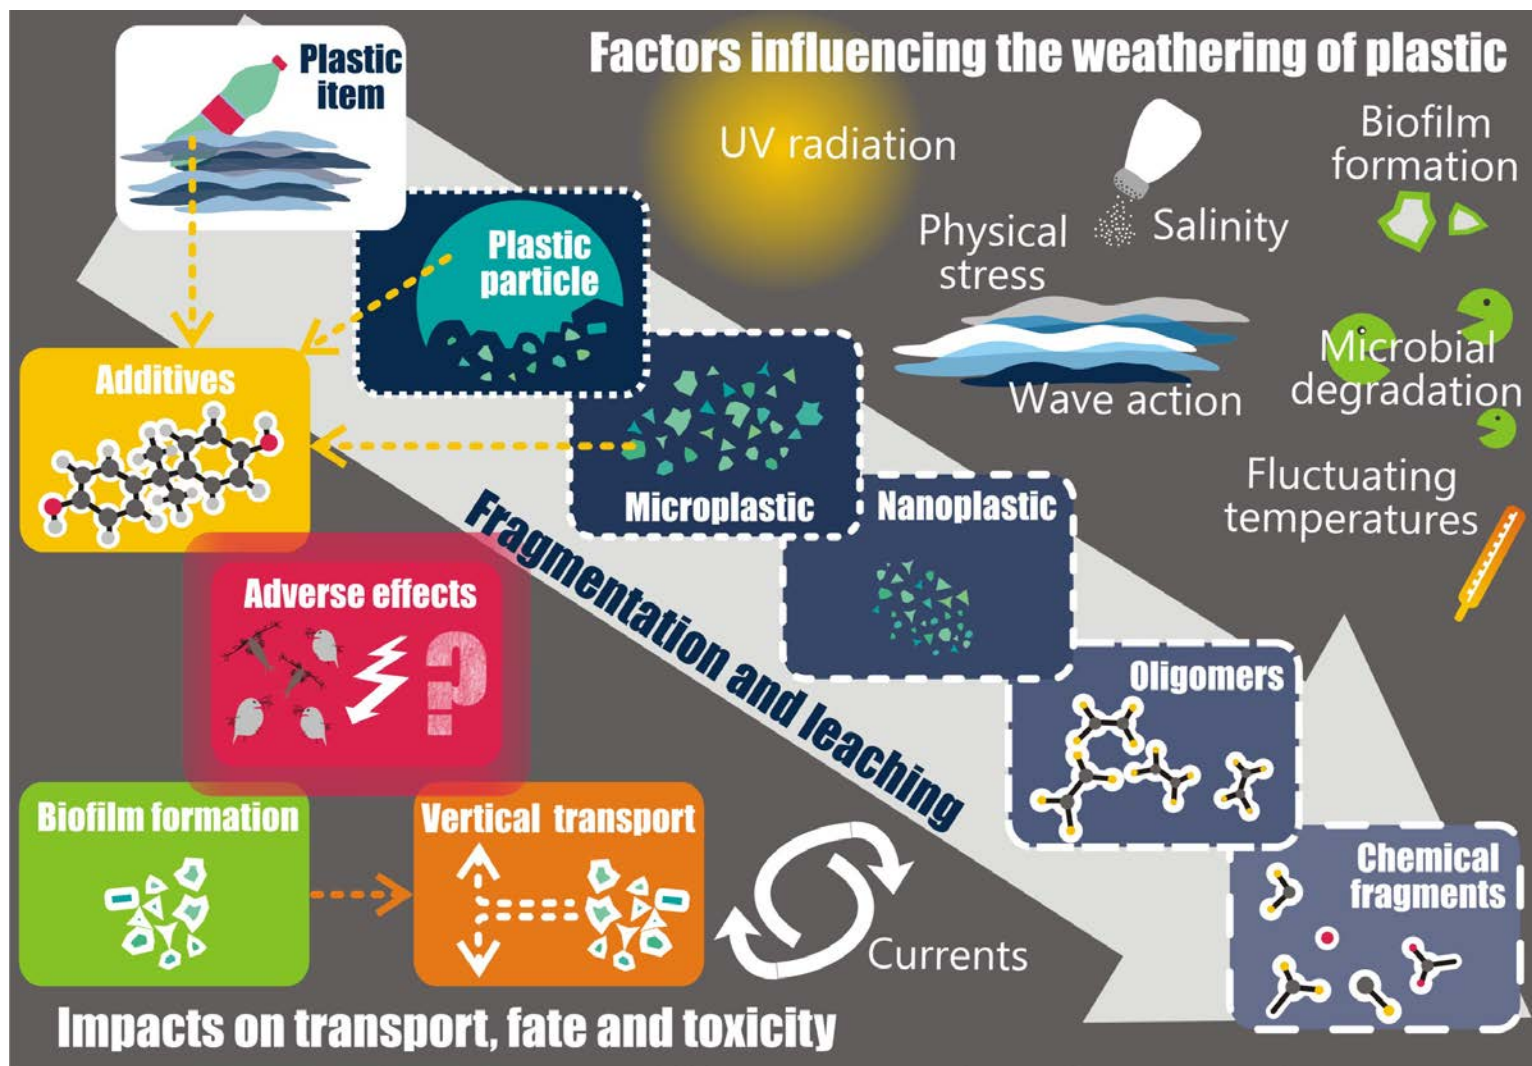 Factors influencing the weathering of plastic
Plastic
item
UV radiation
Biofilm
formation
Physical
stress
Salinity
Plastic
particle
Microbial
degradation
Wave action
Additives
Fluctuating
temperatures
Microplastic
Nanoplastic
Fragmentation and leaching
Adverse effects
?
Oligomers
Biofilm formation
Vertical transport
Chemical
fragments
Currents
Impacts on transport, fate and toxicity